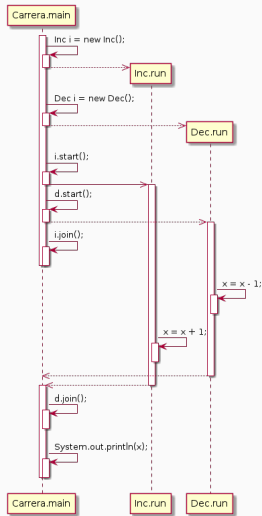 Carrera.main
Inc i = new Inc();
Inc.run
Dec i = new Dec();
Dec.run
i.start();
d.start();
i.join();
x = x - 1;
x = x + 1;
d.join();
System.out.println(x);
Carrera.main
Inc.run
Dec.run